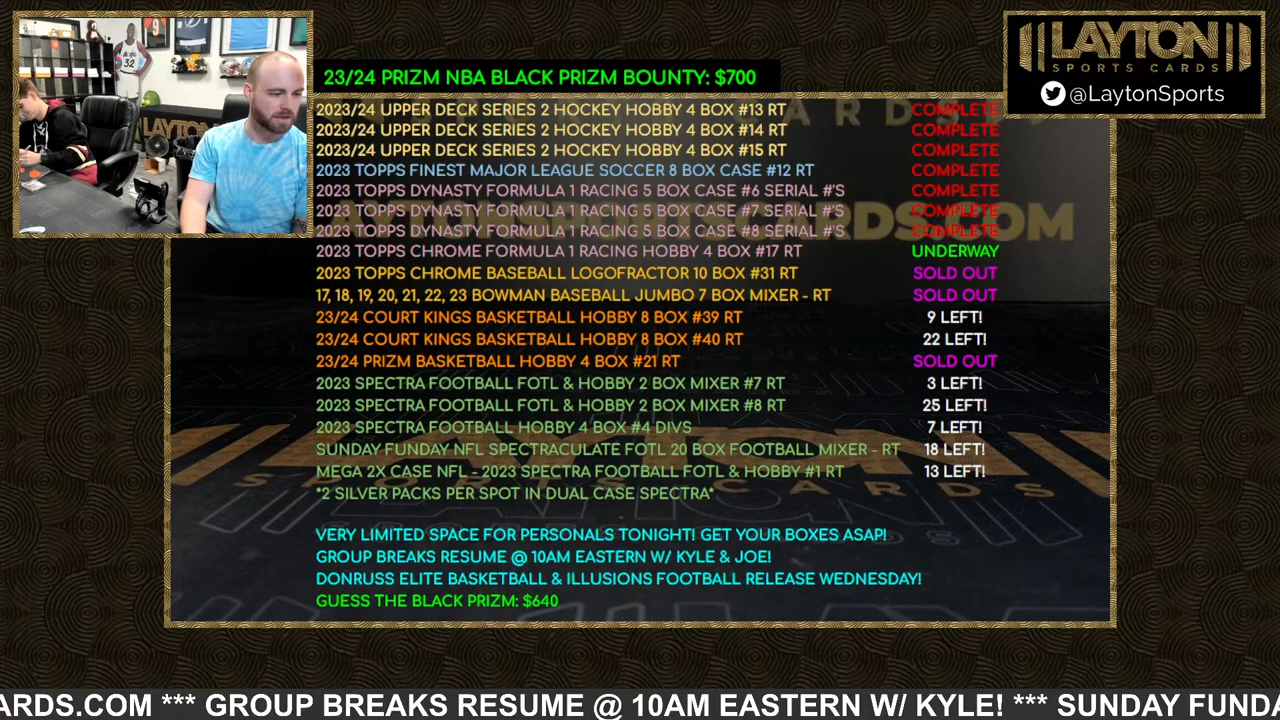 LAYTON
SPORTS CARDS
@LaytonSports
23/24 PRIZM NBA BLACK PRIZM BOUNTY: $700
2023/24 UPPER DECK SERIES 2 HOCKEY HOBBY 4 BOX #13 RT COMPLETE
2023/24 UPPER DECK SERIES 2 HOCKEY HOBBY 4 BOX #14 RT COMPLETE
2023/24 UPPER DECK SERIES 2 HOCKEY HOBBY 4 BOX #15 RT COMPLETE
2023 TOPPS FINEST MAJOR LEAGUE SOCCER 8 BOX CASE #12 RT COMPLETE
2023 TOPPS DYNASTY FORMULA 1 RACING 5 BOX CASE #6 SERIAL #'S COMPLETE
2023 TOPPS DYNASTY FORMULA 1 RACING 5 BOX CASE #7 SERIAL #'S COMPLETE
2023 TOPPS DYNASTY FORMULA 1 RACING 5 BOX CASE #8 SERIAL #'S COMPLETE
2023 TOPPS CHROME FORMULA 1 RACING HOBBY 4 BOX #17 RT UNDERWAY
2023 TOPPS CHROME BASEBALL LOGOFRACTOR 10 BOX #31 RT SOLD OUT
17, 18, 19, 20, 21, 22, 23 BOWMAN BASEBALL JUMBO 7 BOX MIXER - RT SOLD OUT
23/24 COURT KINGS BASKETBALL HOBBY 8 BOX #39 RT 9 LEFT!
23/24 COURT KINGS BASKETBALL HOBBY 8 BOX #40 RT 22 LEFT!
23/24 PRIZM BASKETBALL HOBBY 4 BOX #21 RT SOLD OUT
2023 SPECTRA FOOTBALL FOTL & HOBBY 2 BOX MIXER #7 RT 3 LEFT!
2023 SPECTRA FOOTBALL FOTL & HOBBY 2 BOX MIXER #8 RT 25 LEFT!
2023 SPECTRA FOOTBALL HOBBY 4 BOX #4 DIVS 7 LEFT!
SUNDAY FUNDAY NFL SPECTRACULATE FOTL 20 BOX FOOTBALL MIXER - RT 18 LEFT!
MEGA 2X CASE NFL - 2023 SPECTRA FOOTBALL FOTL & HOBBY #1 RT 13 LEFT!
*2 SILVER PACKS PER SPOT IN DUAL CASE SPECTRA*
VERY LIMITED SPACE FOR PERSONALS TONIGHT! GET YOUR BOXES ASAP!
GROUP BREAKS RESUME @ 10AM EASTERN W/ KYLE & JOE!
DONRUSS ELITE BASKETBALL & ILLUSIONS FOOTBALL RELEASE WEDNESDAY!
GUESS THE BLACK PRIZM: $640
ARDS.COM *** GROUP BREAKS RESUME @ 10AM EASTERN W/ KYLE! *** SUNDAY FUNDA